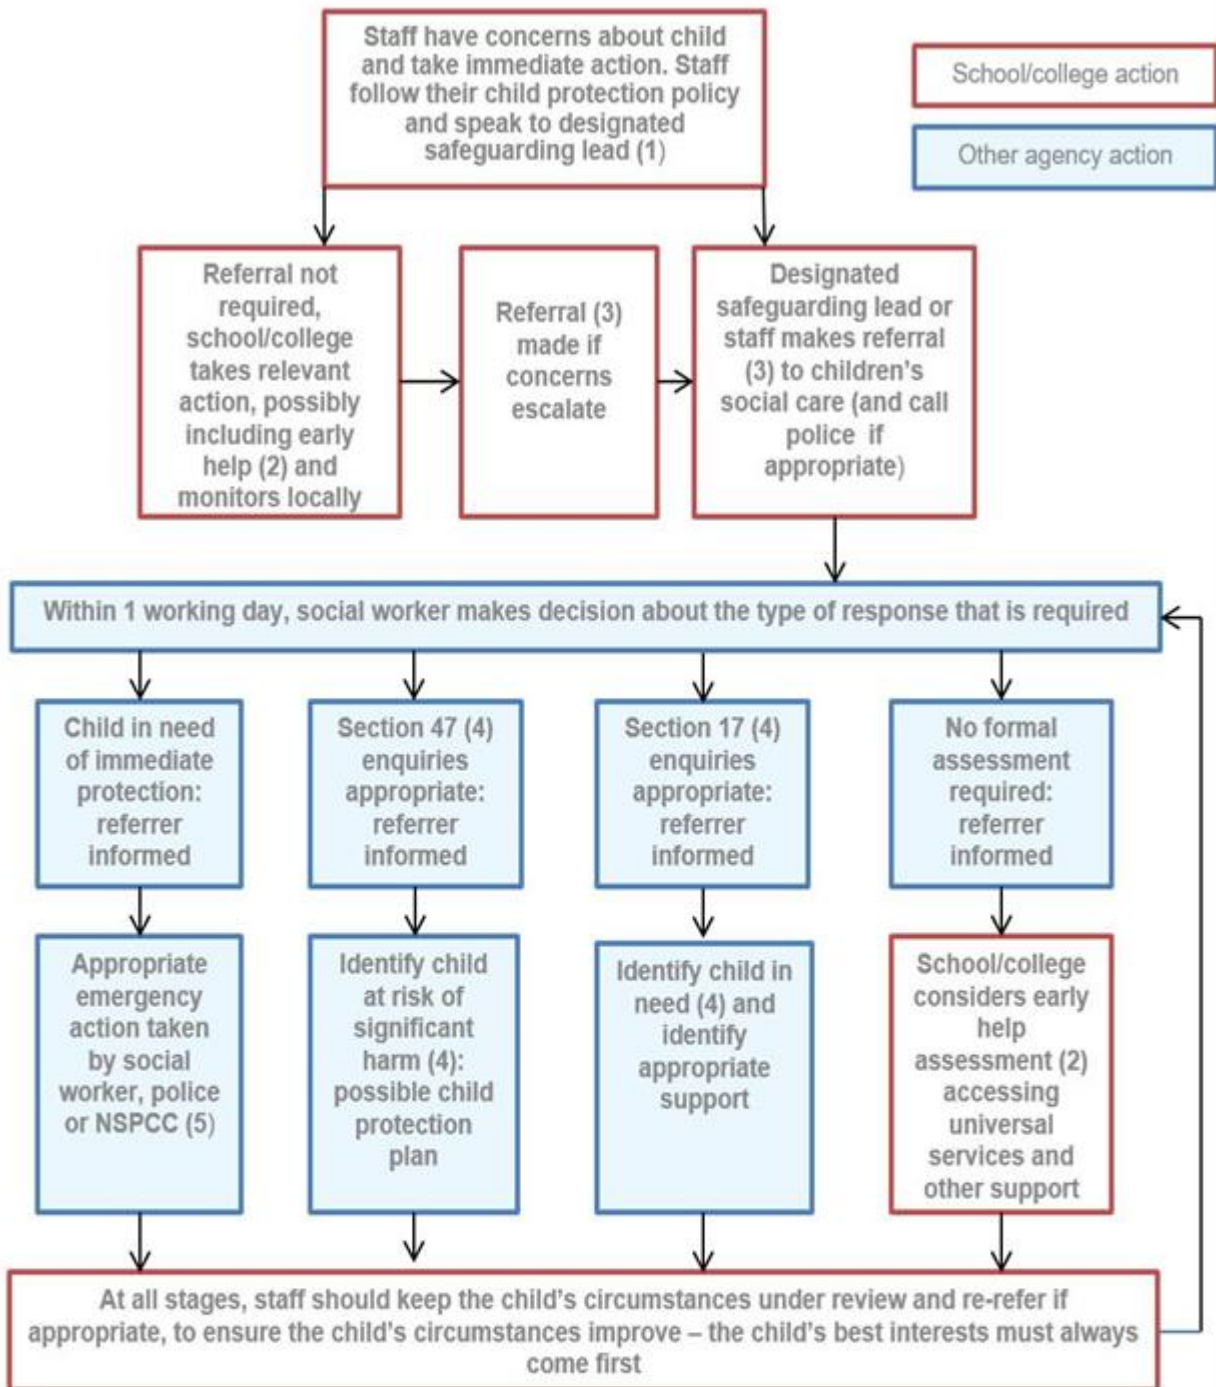 Staff have concerns about child
and take immediate action. Staff
follow their child protection policy
and speak to designated
safeguarding lead (1)
School/college action
Other agency action
Referral not
required,
school/college
takes relevant
action, possibly
including early
help (2) and
monitors locally
Referral (3)
made if
concerns
escalate
Designated
safeguarding lead or
staff makes referral
(3) to children’s
social care (and call
police if
appropriate)
Within 1 working day, social worker makes decision about the type of response that is required
Child in need
of immediate
protection:
referrer
informed
Section 47 (4)
enquiries
appropriate:
referrer
informed
Section 17 (4)
enquiries
appropriate:
referrer
informed
No formal
assessment
required:
referrer
informed
Appropriate
emergency
action taken
by social
worker, police
or NSPCC (5)
Identify child
at risk of
significant
harm (4):
possible child
protection
plan
Identify child in
need (4) and
identify
appropriate
support
School/college
considers early
help
assessment (2)
accessing
universal
services and
other support
At all stages, staff should keep the child’s circumstances under review and re-refer if
appropriate, to ensure the child’s circumstances improve – the child’s best interests must always
come first